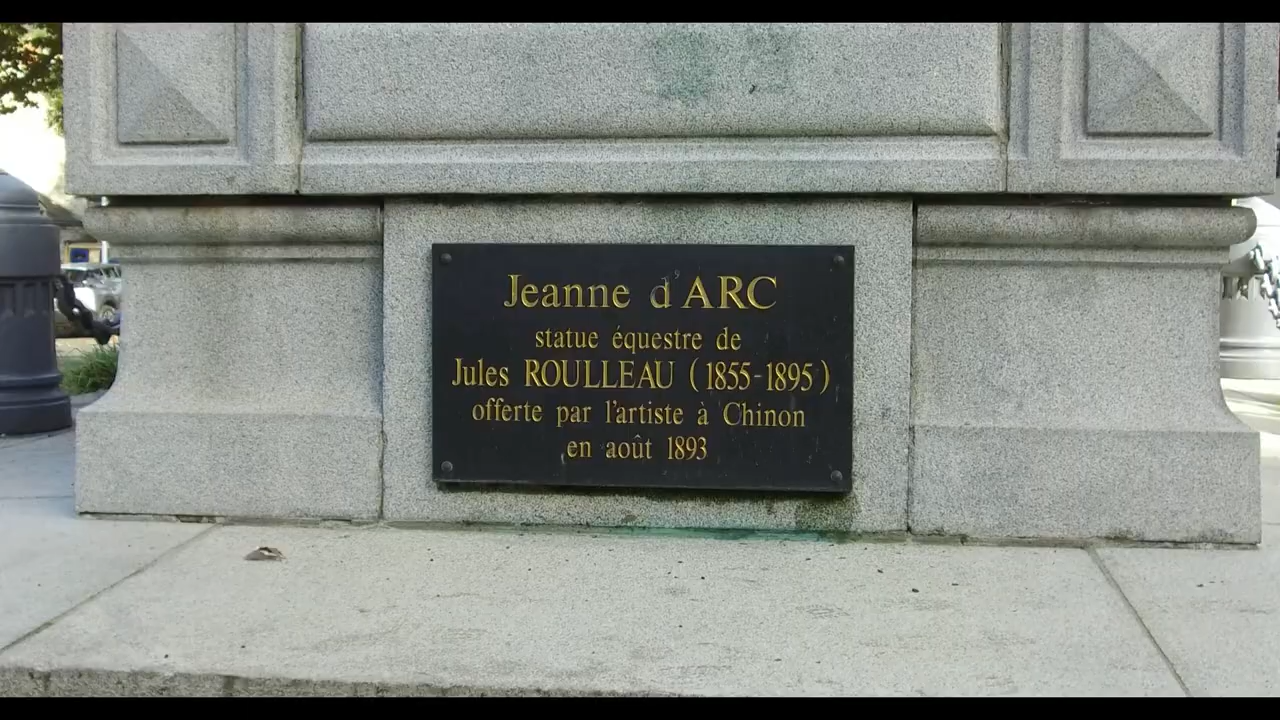 Jeanne d'ARC
statue équestre de
Jules ROULLEAU (1855-1895)
offerte par l'artiste à Chinon
en août 1893